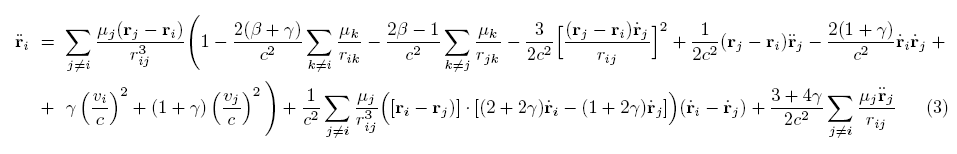 \ddot{\mathbf{r}}_i = \sum_{j \neq i} \frac{\mu_j(\mathbf{r}_j - \mathbf{r}_i)}{r_{ij}^3} \Bigg( 1 - \frac{2(\beta + \gamma)}{c^2} \sum_{k \neq i} \frac{\mu_k}{r_{ik}} - \frac{2\beta - 1}{c^2} \sum_{k \neq j} \frac{\mu_k}{r_{jk}} - \frac{3}{2c^2} \Big[ \frac{(\mathbf{r}_j - \mathbf{r}_i)\dot{\mathbf{r}}_j}{r_{ij}} \Big]^2 + \frac{1}{2c^2} (\mathbf{r}_j - \mathbf{r}_i)\ddot{\mathbf{r}}_j - \frac{2(1 + \gamma)}{c^2} \dot{\mathbf{r}}_i \dot{\mathbf{r}}_j +
+ \gamma \left( \frac{v_i}{c} \right)^2 + (1 + \gamma) \left( \frac{v_j}{c} \right)^2 \Bigg) + \frac{1}{c^2} \sum_{j \neq i} \frac{\mu_j}{r_{ij}^3} \Big( [\mathbf{r}_i - \mathbf{r}_j)] \cdot [(2 + 2\gamma)\dot{\mathbf{r}}_i - (1 + 2\gamma)\dot{\mathbf{r}}_j] \Big) (\dot{\mathbf{r}}_i - \dot{\mathbf{r}}_j) + \frac{3 + 4\gamma}{2c^2} \sum_{j \neq i} \frac{\mu_j \ddot{\mathbf{r}}_j}{r_{ij}} (3)